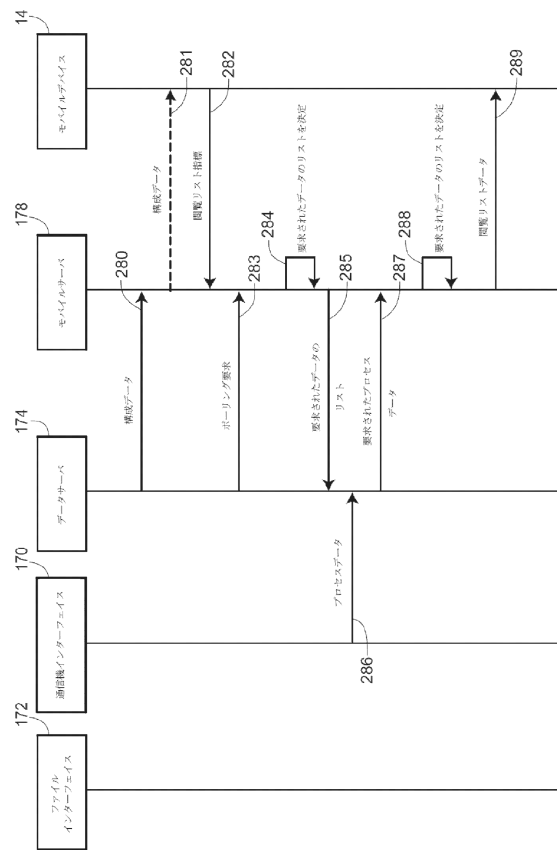 172
ファイル
インターフェイス
170
通信機インターフェイス
174
データサーバ
178
モバイルサーバ
14
モバイルデバイス
構成データ
280
構成データ
281
閲覧リスト指標
282
ポーリング要求
283
284
要求されたデータのリストを決定
要求されたデータの
リスト
285
プロセスデータ
286
要求されたプロセス
データ
287
288
要求されたデータのリストを決定
閲覧リストデータ
289